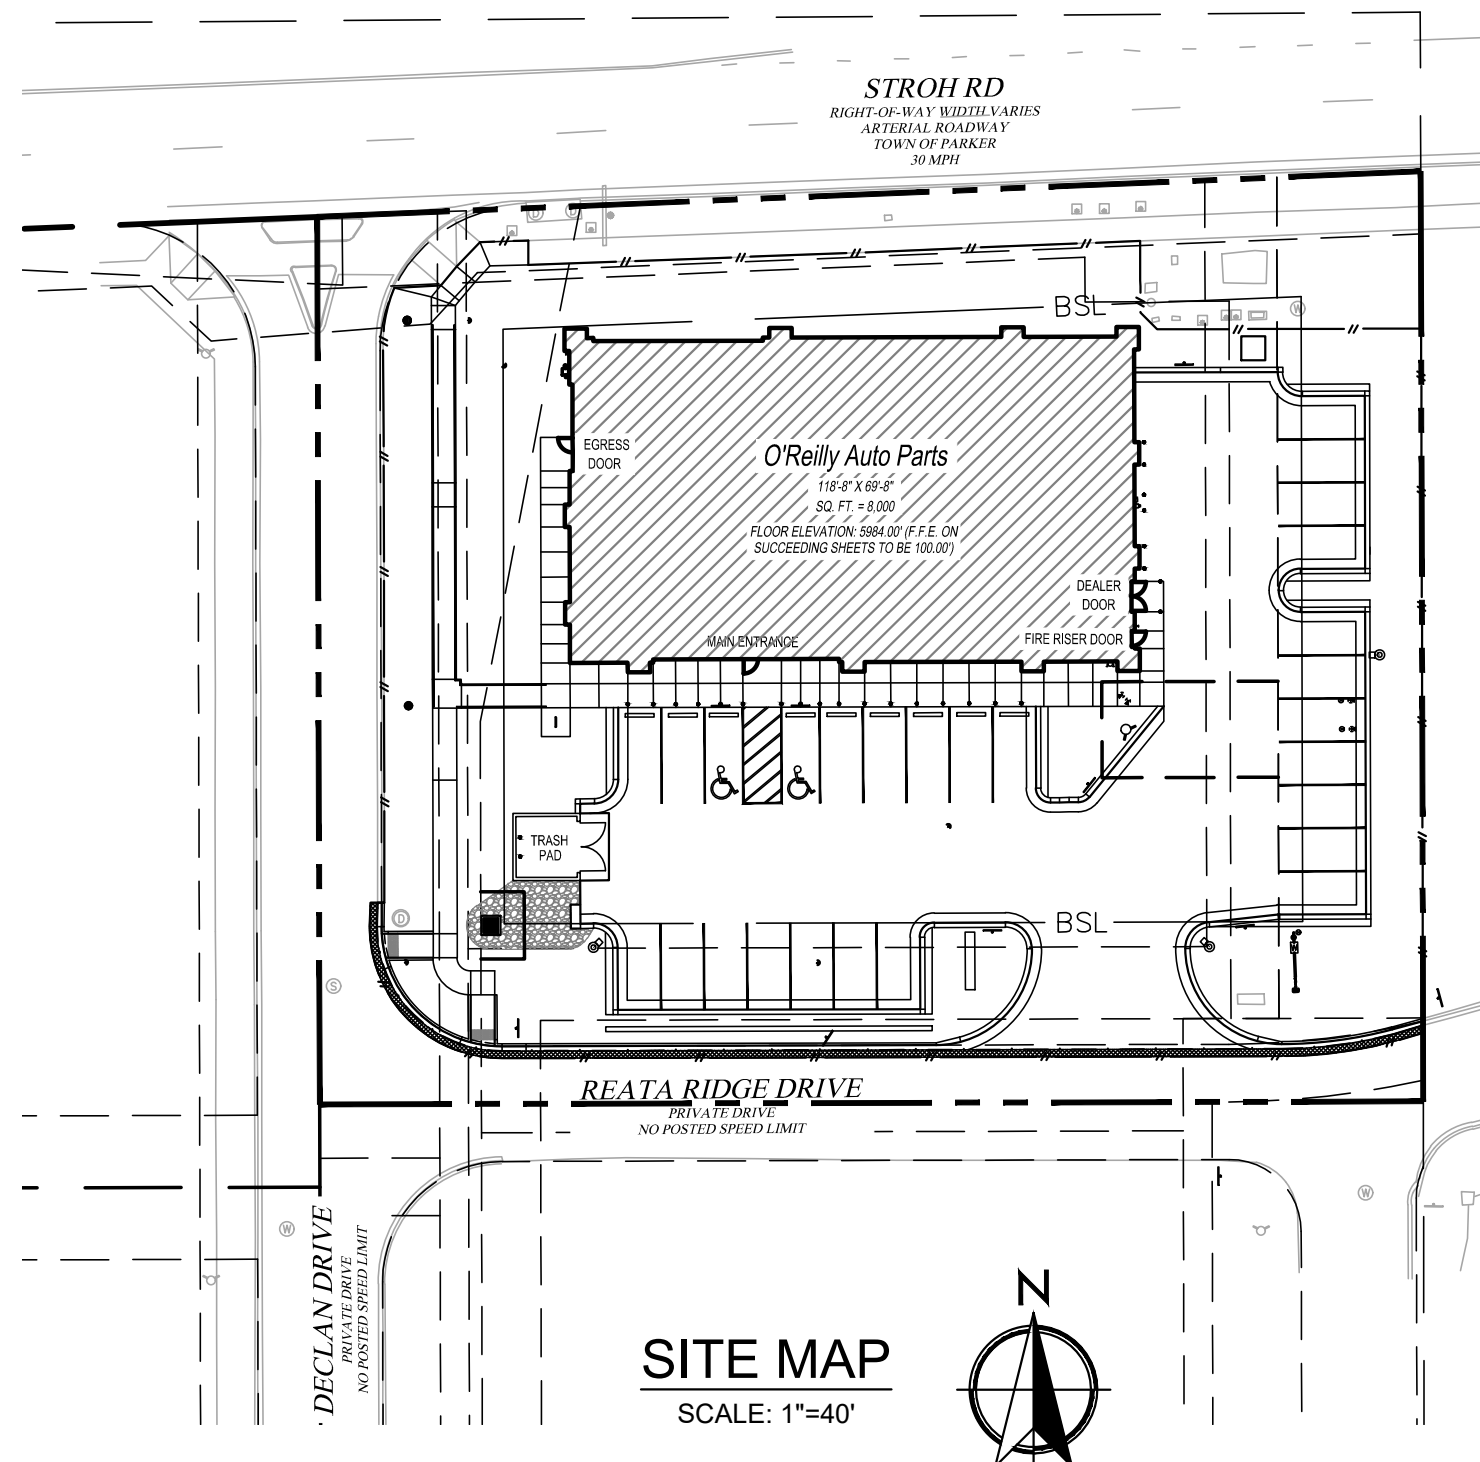 STROH RD
RIGHT-OF-WAY WIDTH VARIES
ARTERIAL ROADWAY
TOWN OF PARKER
30 MPH
D
D
BSL
W
EGRESS
DOOR
O'Reilly Auto Parts
118'-8" X 69'-8"
SQ. FT. = 8,000
FLOOR ELEVATION: 5984.00' (F.F.E. ON
SUCCEEDING SHEETS TO BE 100.00')
DEALER
DOOR
MAIN ENTRANCE
FIRE RISER DOOR
TRASH
PAD
D
BSL
S
REATA RIDGE DRIVE
PRIVATE DRIVE
NO POSTED SPEED LIMIT
W
W
DECLAN DRIVE
PRIVATE DRIVE
NO POSTED SPEED LIMIT
N
SITE MAP
SCALE: 1"=40'